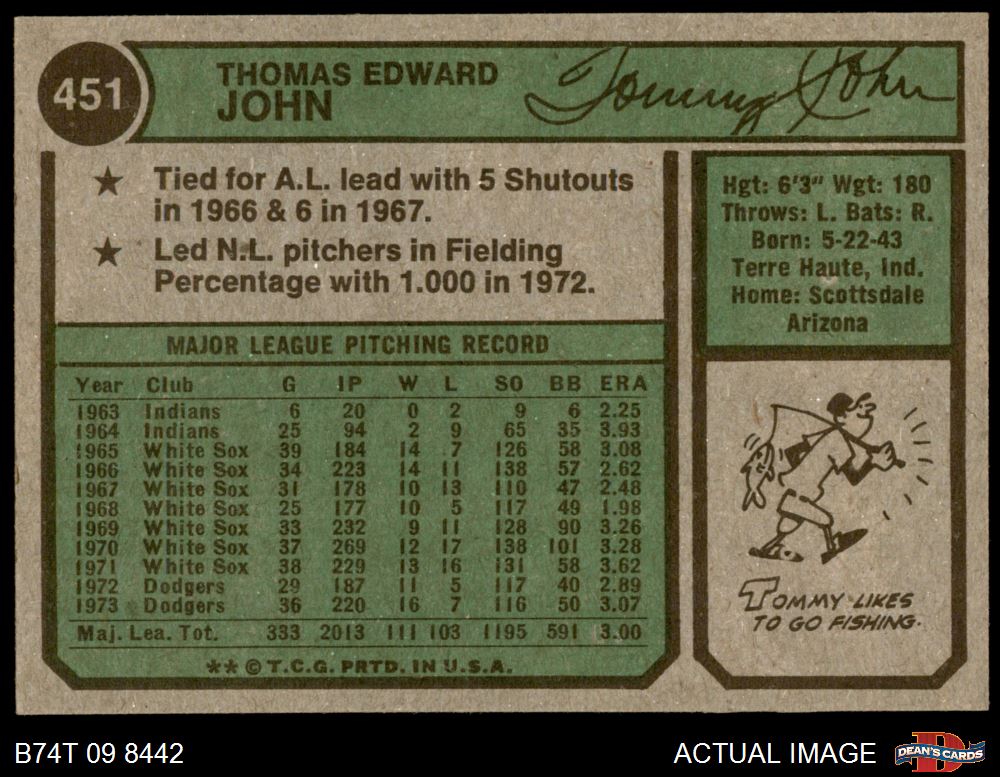 451
THOMAS EDWARD
JOHN
Tommy John
★ Tied for A.L. lead with 5 Shutouts
in 1966 & 6 in 1967.
★ Led N.L. pitchers in Fielding
Percentage with 1.000 in 1972.
Hgt: 6'3" Wgt: 180
Throws: L. Bats: R.
Born: 5-22-43
Terre Haute, Ind.
Home: Scottsdale
Arizona
MAJOR LEAGUE PITCHING RECORD
Year Club G IP W L SO BB ERA
1963 Indians 6 20 0 2 9 6 2.25
1964 Indians 25 94 2 9 65 35 3.93
1965 White Sox 39 184 14 7 126 58 3.08
1966 White Sox 34 223 14 11 138 57 2.62
1967 White Sox 31 178 10 13 110 47 2.48
1968 White Sox 25 177 10 5 117 49 1.98
1969 White Sox 33 232 9 11 128 90 3.26
1970 White Sox 37 269 12 17 138 101 3.28
1971 White Sox 38 229 13 16 131 58 3.62
1972 Dodgers 29 187 11 5 117 40 2.89
1973 Dodgers 36 220 16 7 116 50 3.07
Maj. Lea. Tot. 333 2013 111 103 1195 591 3.00
** © T.C.G. PRTD. IN U.S.A.
TOMMY LIKES
TO GO FISHING.
B74T 09 8442
ACTUAL IMAGE
D
DEAN'S CARDS